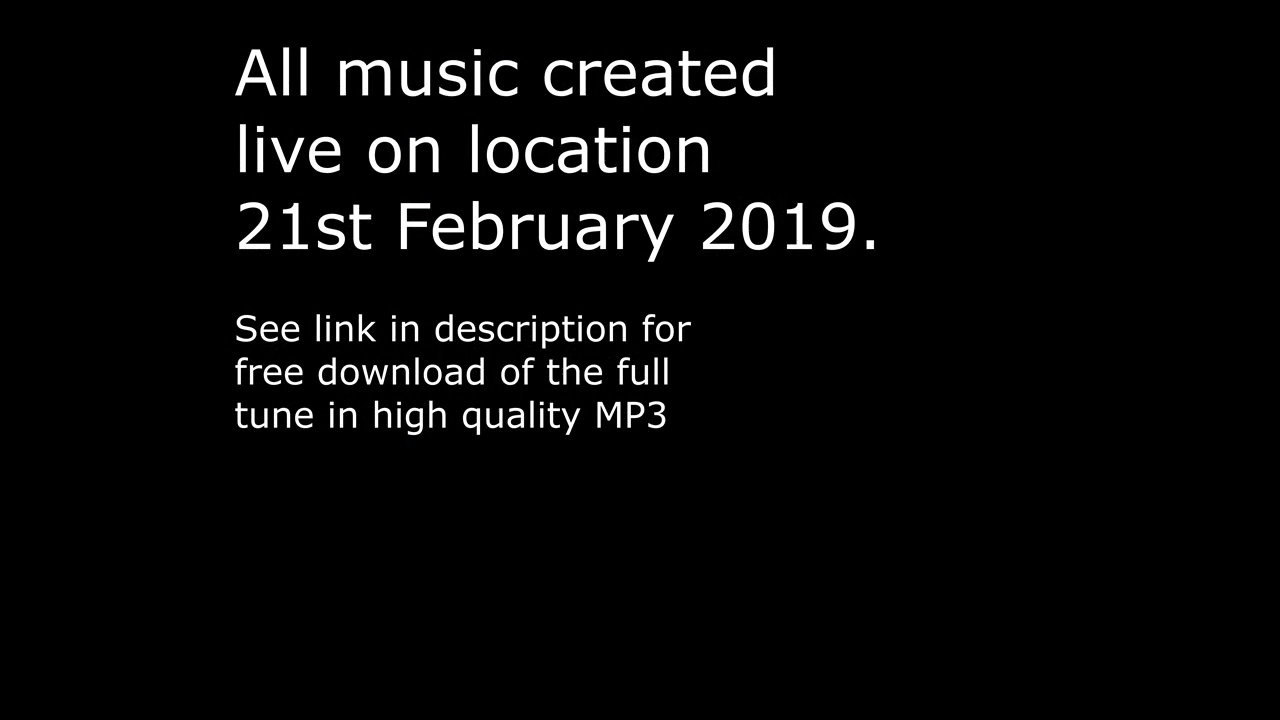 All music created
live on location
21st February 2019.
See link in description for
free download of the full
tune in high quality MP3